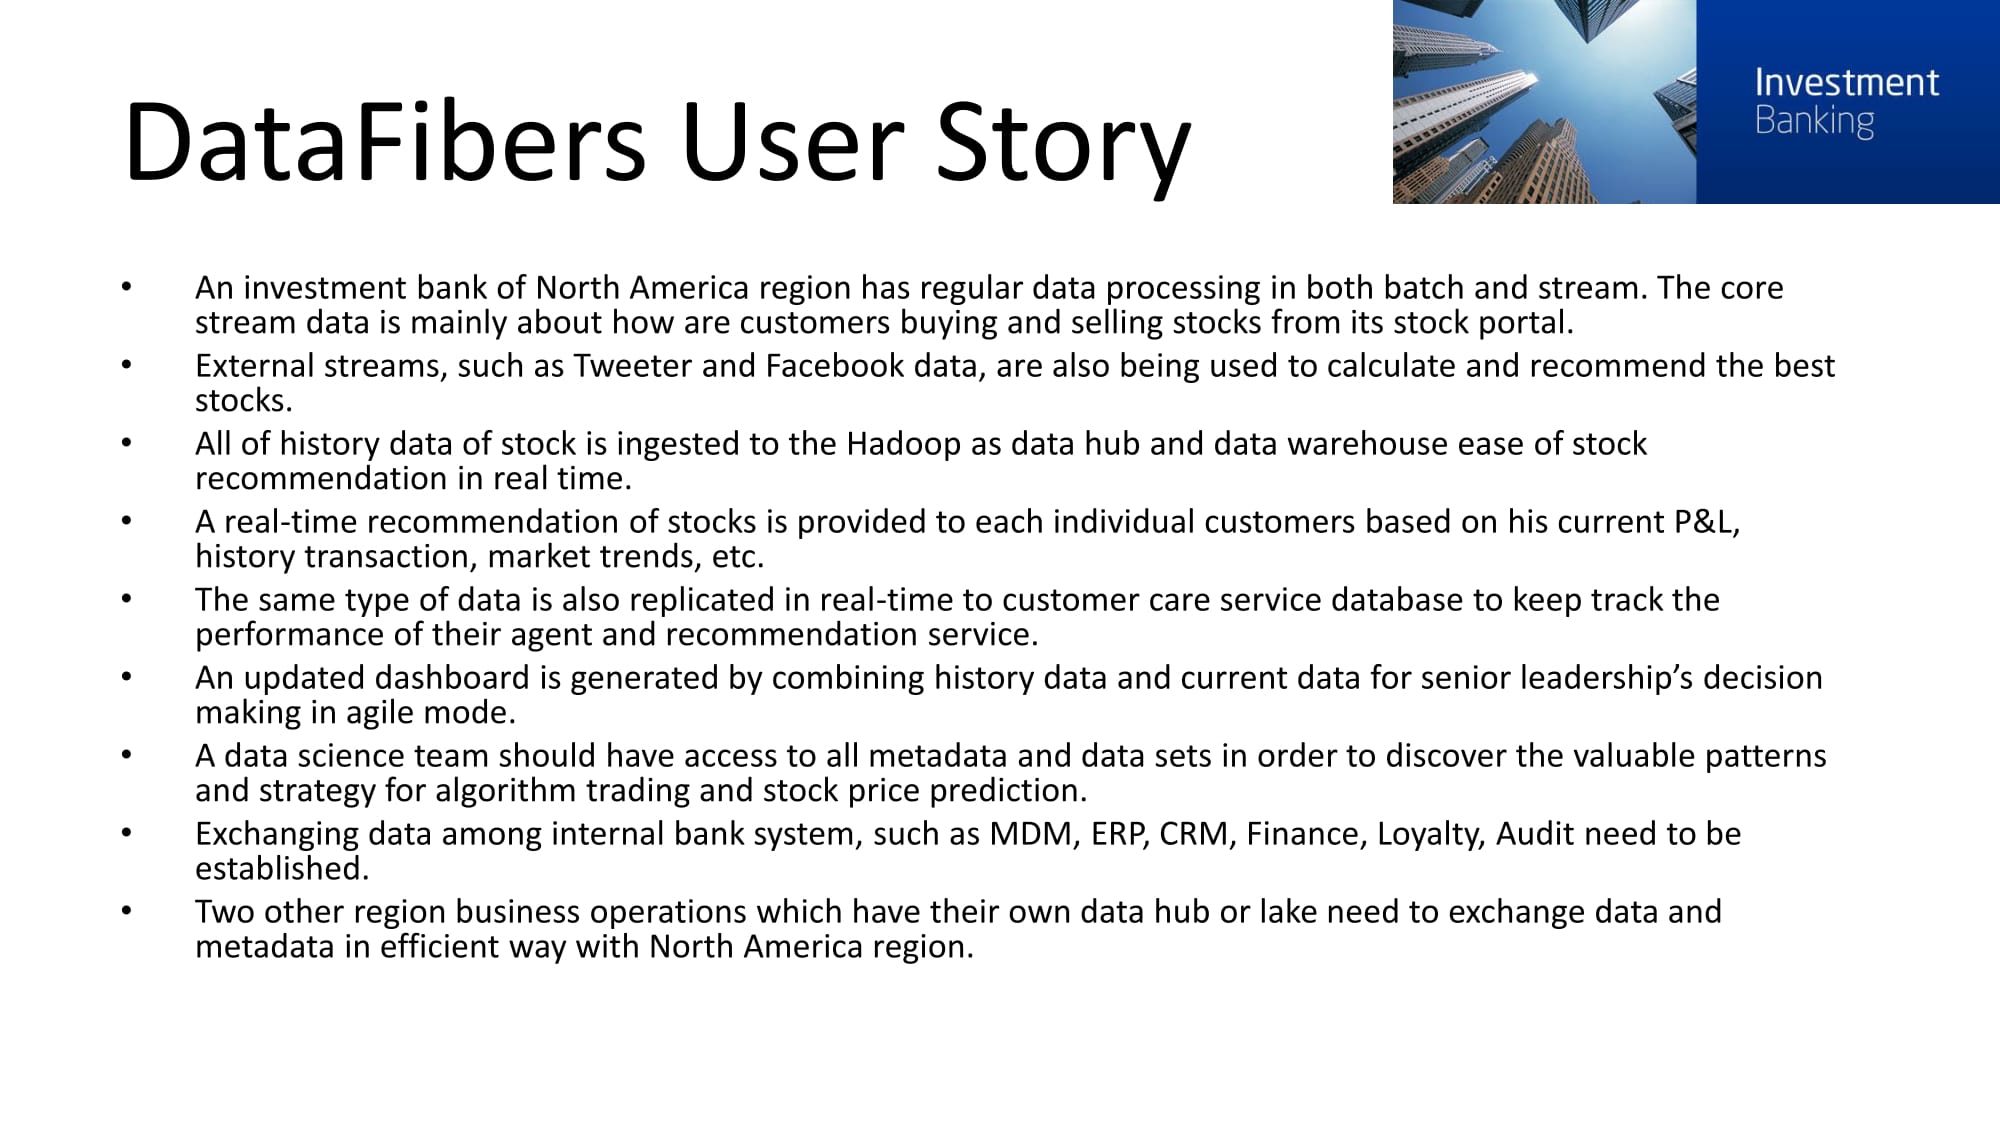 DataFibers User Story
Investment
Banking
• An investment bank of North America region has regular data processing in both batch and stream. The core
stream data is mainly about how are customers buying and selling stocks from its stock portal.
• External streams, such as Tweeter and Facebook data, are also being used to calculate and recommend the best
stocks.
• All of history data of stock is ingested to the Hadoop as data hub and data warehouse ease of stock
recommendation in real time.
• A real-time recommendation of stocks is provided to each individual customers based on his current P&L,
history transaction, market trends, etc.
• The same type of data is also replicated in real-time to customer care service database to keep track the
performance of their agent and recommendation service.
• An updated dashboard is generated by combining history data and current data for senior leadership’s decision
making in agile mode.
• A data science team should have access to all metadata and data sets in order to discover the valuable patterns
and strategy for algorithm trading and stock price prediction.
• Exchanging data among internal bank system, such as MDM, ERP, CRM, Finance, Loyalty, Audit need to be
established.
• Two other region business operations which have their own data hub or lake need to exchange data and
metadata in efficient way with North America region.